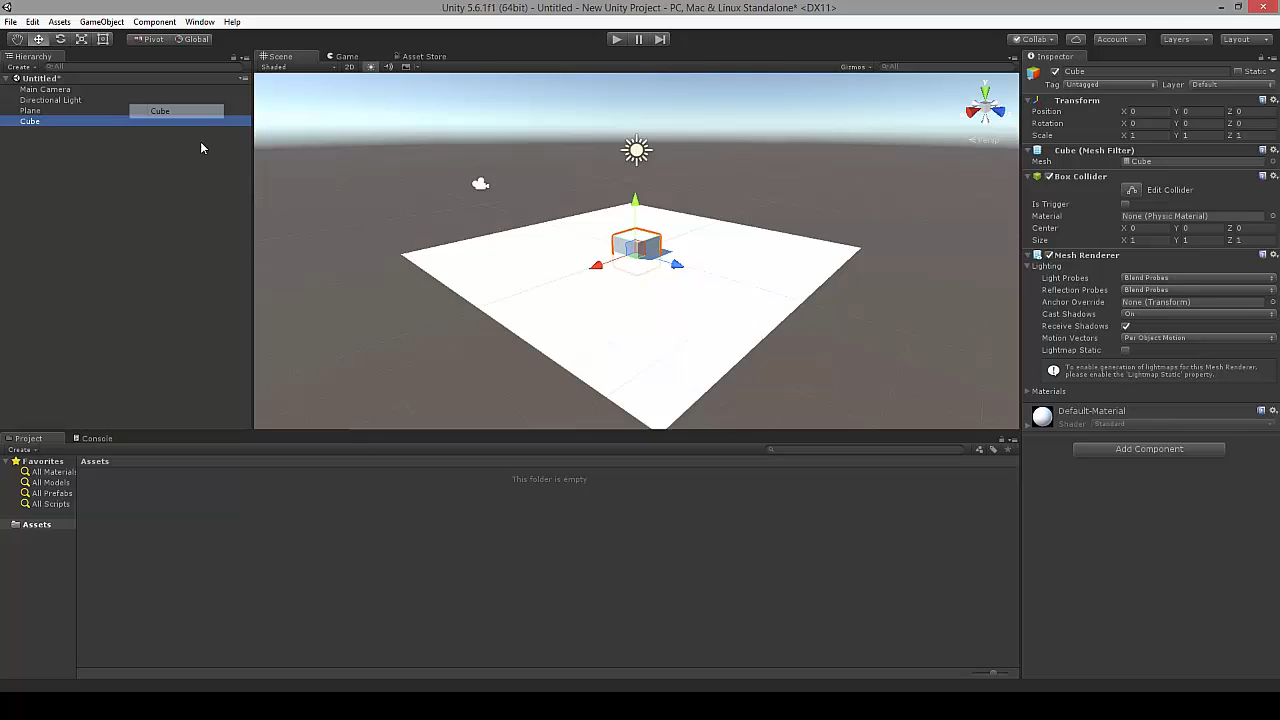 Unity 5.6.1f1 (64bit) - Untitled - New Unity Project - PC, Mac & Linux Standalone* <DX11>
File Edit Assets GameObject Component Window Help
Pivot Global Collab Account Layers Layout
Hierarchy
Create All
Untitled*
Main Camera
Directional Light
Plane
Cube
Cube
Scene Game Asset Store
Shaded 2D Gizmos All
y
Persp
Project Console
Create
Favorites
All Materials
All Models
All Prefabs
All Scripts
Assets
Assets
This folder is empty
Inspector
Cube Static
Tag Untagged Layer Default
Transform
Position X 0 Y 0 Z 0
Rotation X 0 Y 0 Z 0
Scale X 1 Y 1 Z 1
Cube (Mesh Filter)
Mesh Cube
Box Collider
Edit Collider
Is Trigger
Material None (Physic Material)
Center X 0 Y 0 Z 0
Size X 1 Y 1 Z 1
Mesh Renderer
Lighting
Light Probes Blend Probes
Reflection Probes Blend Probes
Anchor Override None (Transform)
Cast Shadows On
Receive Shadows
Motion Vectors Per Object Motion
Lightmap Static
To enable generation of lightmaps for this Mesh Renderer,
please enable the 'Lightmap Static' property.
Materials
Default-Material
Shader Standard
Add Component